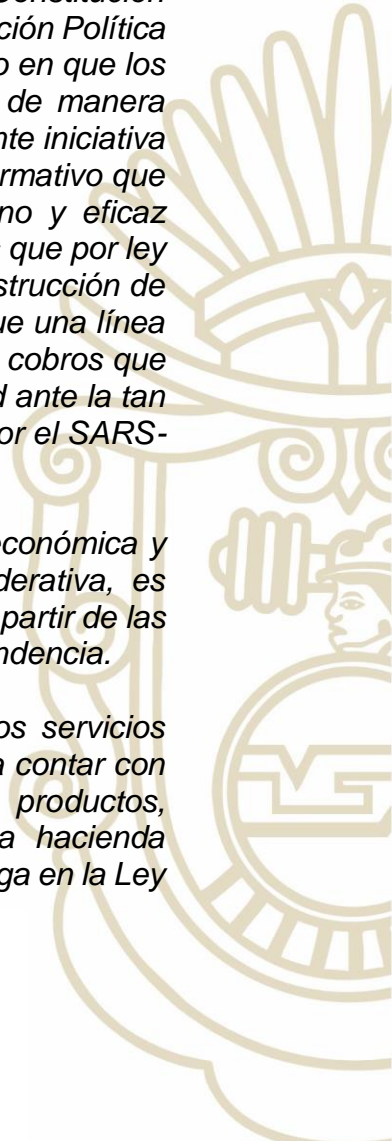 Constitución
ción Política
o en que los
de manera
nte iniciativa
rmativo que
no y eficaz
que por ley
strucción de
ue una línea
cobros que
d ante la tan
or el SARS-
económica y
derativa, es
partir de las
ndencia.
os servicios
a contar con
productos,
a hacienda
ga en la Ley